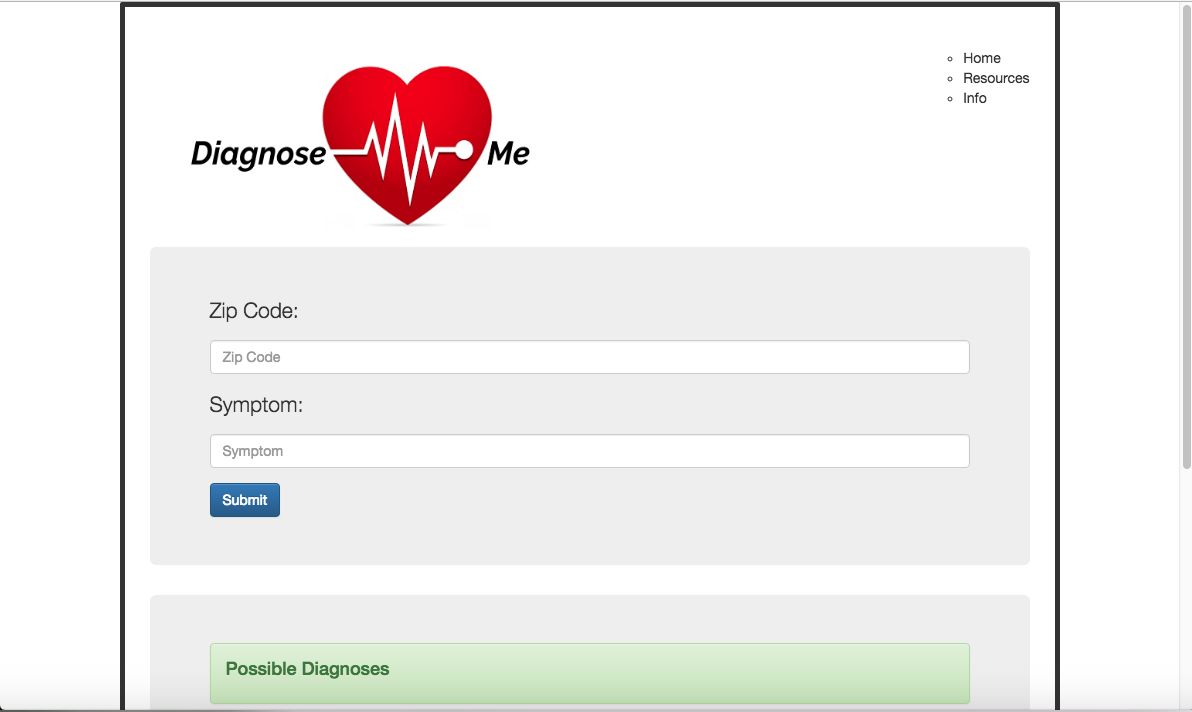 Home
Resources
Info
Diagnose Me
Zip Code:
Zip Code
Symptom:
Symptom
Submit
Possible Diagnoses